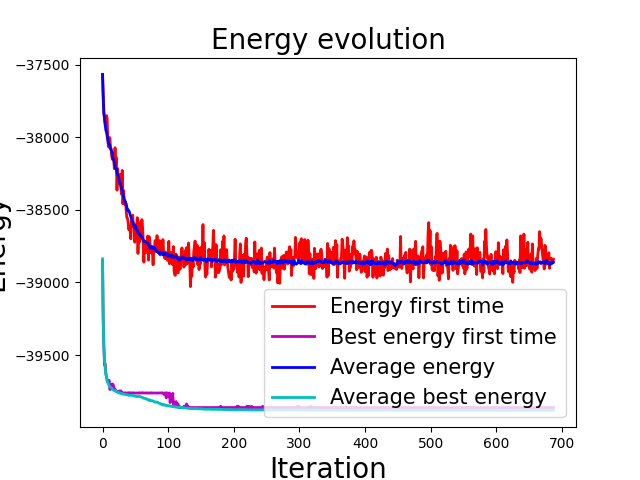 Energy evolution
Energy
−37500
−38000
−38500
−39000
−39500
Energy first time
Best energy first time
Average energy
Average best energy
0 100 200 300 400 500 600 700
Iteration